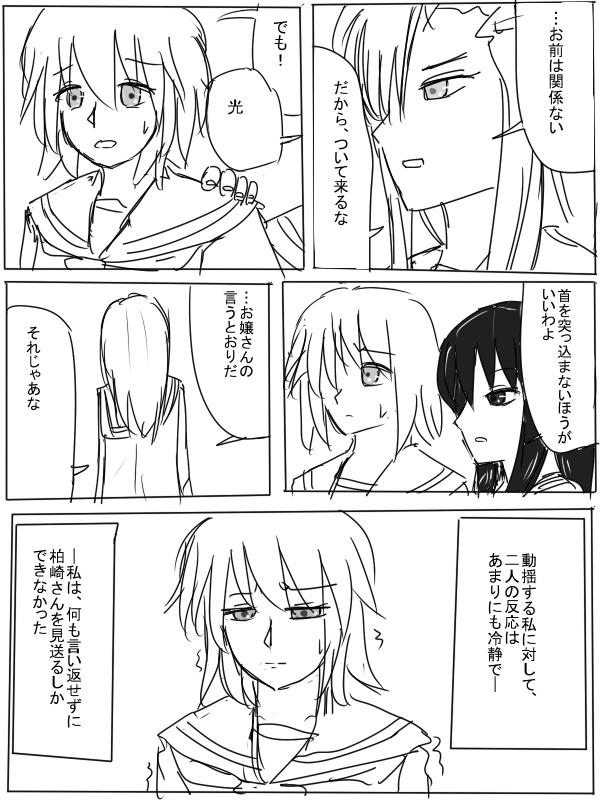 …お前は関係ない
だから、ついて来るな
でも！
光
首を突っ込まないほうが
いいわよ
…お嬢さんの
言うとおりだ
それじゃあな
動揺する私に対して、
二人の反応は
あまりにも冷静で―
―私は、何も言い返せずに
柏崎さんを見送るしか
できなかった